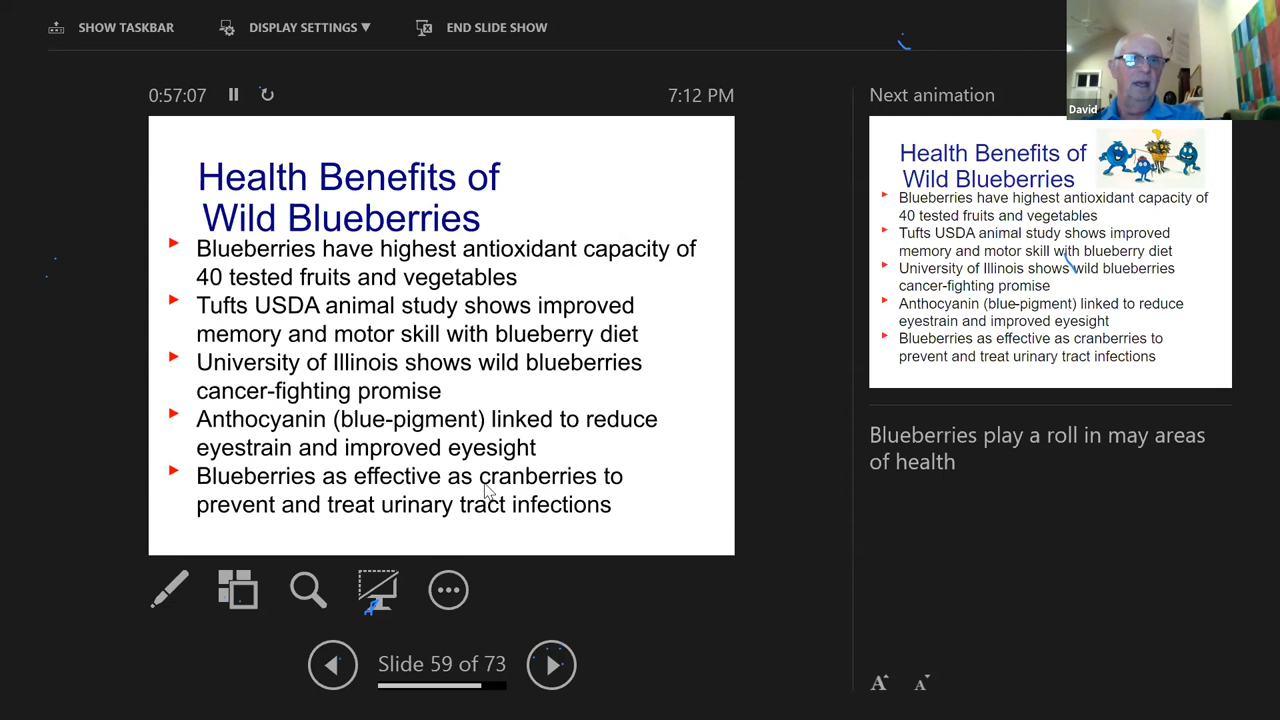 SHOW TASKBAR
DISPLAY SETTINGS ▼
END SLIDE SHOW
0:57:07
7:12 PM
Health Benefits of
Wild Blueberries
Blueberries have highest antioxidant capacity of
40 tested fruits and vegetables
Tufts USDA animal study shows improved
memory and motor skill with blueberry diet
University of Illinois shows wild blueberries
cancer-fighting promise
Anthocyanin (blue-pigment) linked to reduce
eyestrain and improved eyesight
Blueberries as effective as cranberries to
prevent and treat urinary tract infections
Slide 59 of 73
Next animation
David
Health Benefits of
Wild Blueberries
Blueberries have highest antioxidant capacity of
40 tested fruits and vegetables
Tufts USDA animal study shows improved
memory and motor skill with blueberry diet
University of Illinois shows wild blueberries
cancer-fighting promise
Anthocyanin (blue-pigment) linked to reduce
eyestrain and improved eyesight
Blueberries as effective as cranberries to
prevent and treat urinary tract infections
Blueberries play a roll in may areas
of health
A A